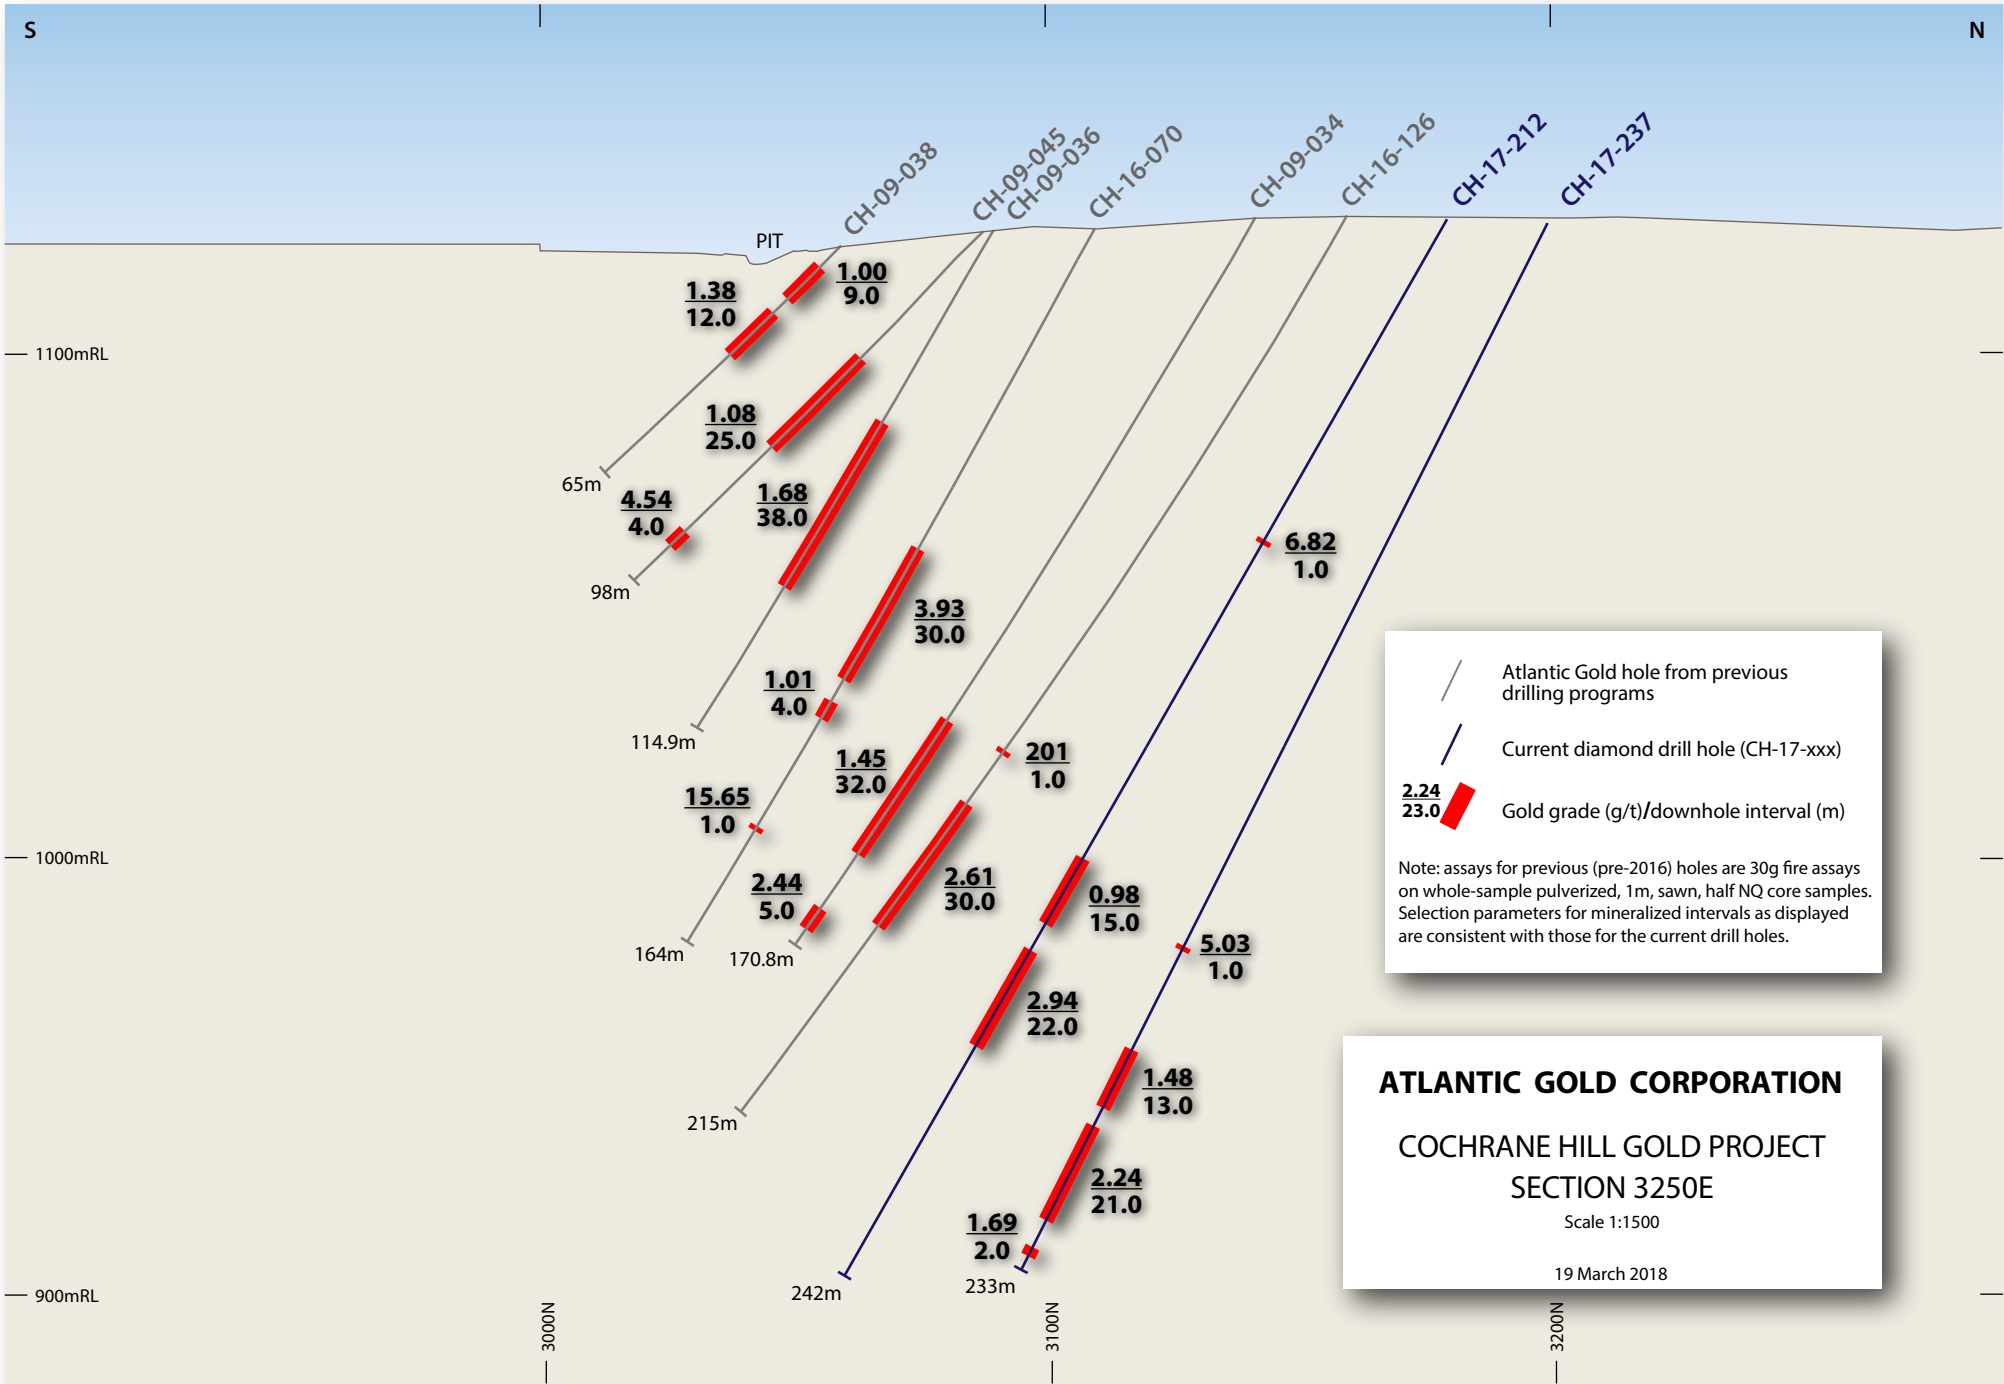 S
N
CH-09-038
CH-09-045
CH-09-036
CH-16-070
CH-09-034
CH-16-126
CH-17-212
CH-17-237
PIT
1.00
9.0
1.38
12.0
1100mRL
1.08
25.0
65m
4.54
4.0
1.68
38.0
98m
6.82
1.0
3.93
30.0
1.01
4.0
114.9m
1.45
32.0
201
1.0
15.65
1.0
1000mRL
2.44
5.0
2.61
30.0
0.98
15.0
164m
170.8m
5.03
1.0
2.94
22.0
1.48
13.0
215m
2.24
21.0
1.69
2.0
242m
233m
900mRL
3000N
3100N
3200N
Atlantic Gold hole from previous
drilling programs
Current diamond drill hole (CH-17-xxx)
2.24
23.0
Gold grade (g/t)/downhole interval (m)
Note: assays for previous (pre-2016) holes are 30g fire assays
on whole-sample pulverized, 1m, sawn, half NQ core samples.
Selection parameters for mineralized intervals as displayed
are consistent with those for the current drill holes.
ATLANTIC GOLD CORPORATION
COCHRANE HILL GOLD PROJECT
SECTION 3250E
Scale 1:1500
19 March 2018